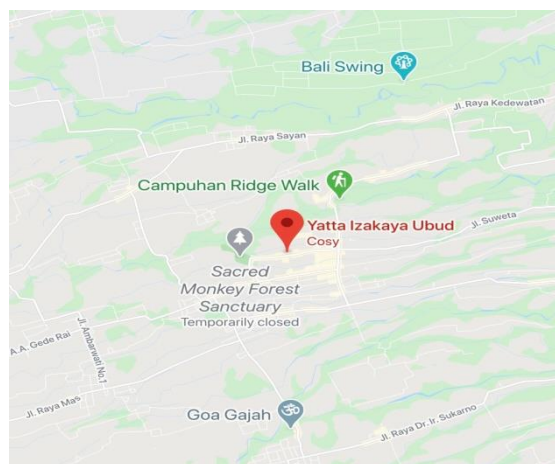 Bali Swing
Jl. Raya Kedewatan
Jl. Raya Sayan
Campuhan Ridge Walk
Yatta Izakaya Ubud
Cosy
Jl. Suweta
Sacred
Monkey Forest
Sanctuary
Temporarily closed
A.A. Gede Rai
Jl. Ambarwati No.1
Jl. Raya Mas
Goa Gajah
Jl. Raya Dr. Ir. Sukarno